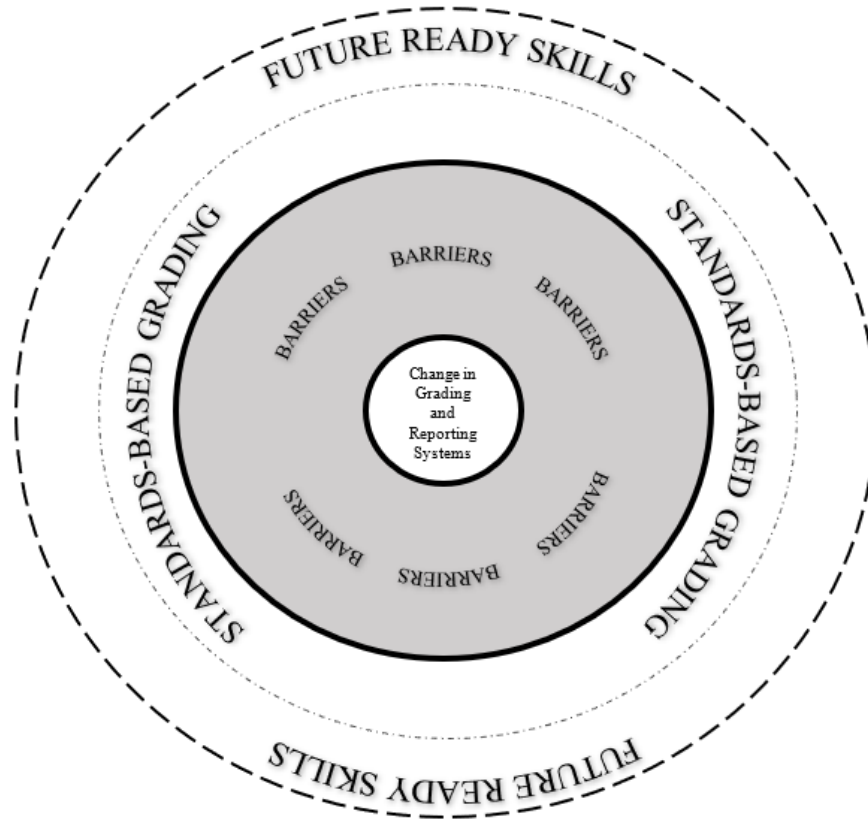 FUTURE READY SKILLS
STANDARDS-BASED GRADING
STANDARDS-BASED GRADING
BARRIERS
BARRIERS
BARRIERS
Change in
Grading
and
Reporting
Systems
BARRIERS
BARRIERS
BARRIERS
FUTURE READY SKILLS